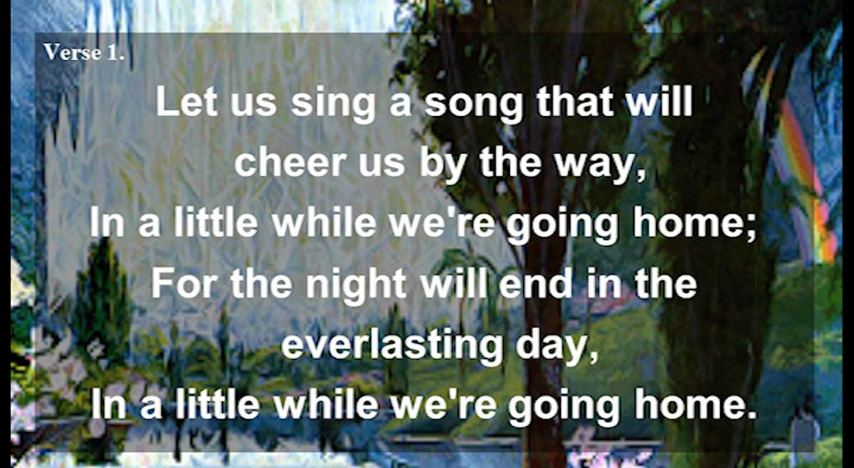 Verse 1.
Let us sing a song that will
cheer us by the way,
In a little while we're going home;
For the night will end in the
everlasting day,
In a little while we're going home.